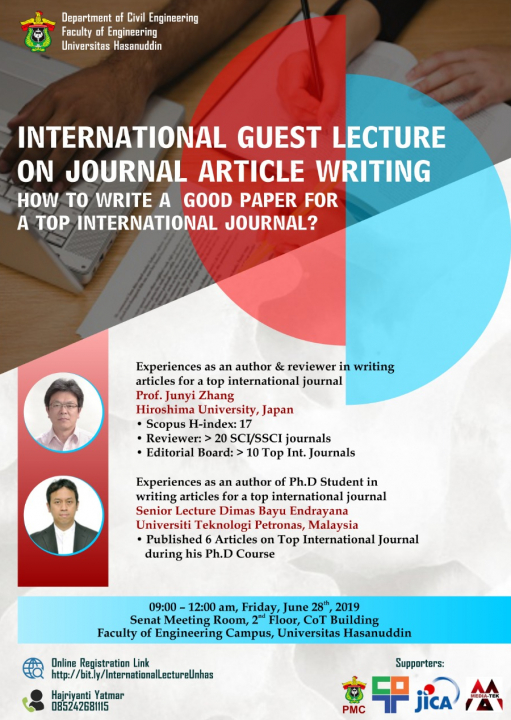 Department of Civil Engineering
Faculty of Engineering
Universitas Hasanuddin
INTERNATIONAL GUEST LECTURE
ON JOURNAL ARTICLE WRITING
HOW TO WRITE A GOOD PAPER FOR
A TOP INTERNATIONAL JOURNAL?
Experiences as an author & reviewer in writing
articles for a top international journal
Prof. Junyi Zhang
Hiroshima University, Japan
• Scopus H-index: 17
• Reviewer: > 20 SCI/SSCI journals
• Editorial Board: > 10 Top Int. Journals
Experiences as an author of Ph.D Student in
writing articles for a top international journal
Senior Lecture Dimas Bayu Endrayana
Universiti Teknologi Petronas, Malaysia
• Published 6 Articles on Top International Journal
during his Ph.D Course
09:00 – 12:00 am, Friday, June 28th, 2019
Senat Meeting Room, 2nd Floor, CoT Building
Faculty of Engineering Campus, Universitas Hasanuddin
Online Registration Link
http://bit.ly/InternationalLectureUnhas
Hajriyanti Yatmar
085242681115
Supporters:
PMC
jICA
MEDIA-TEK